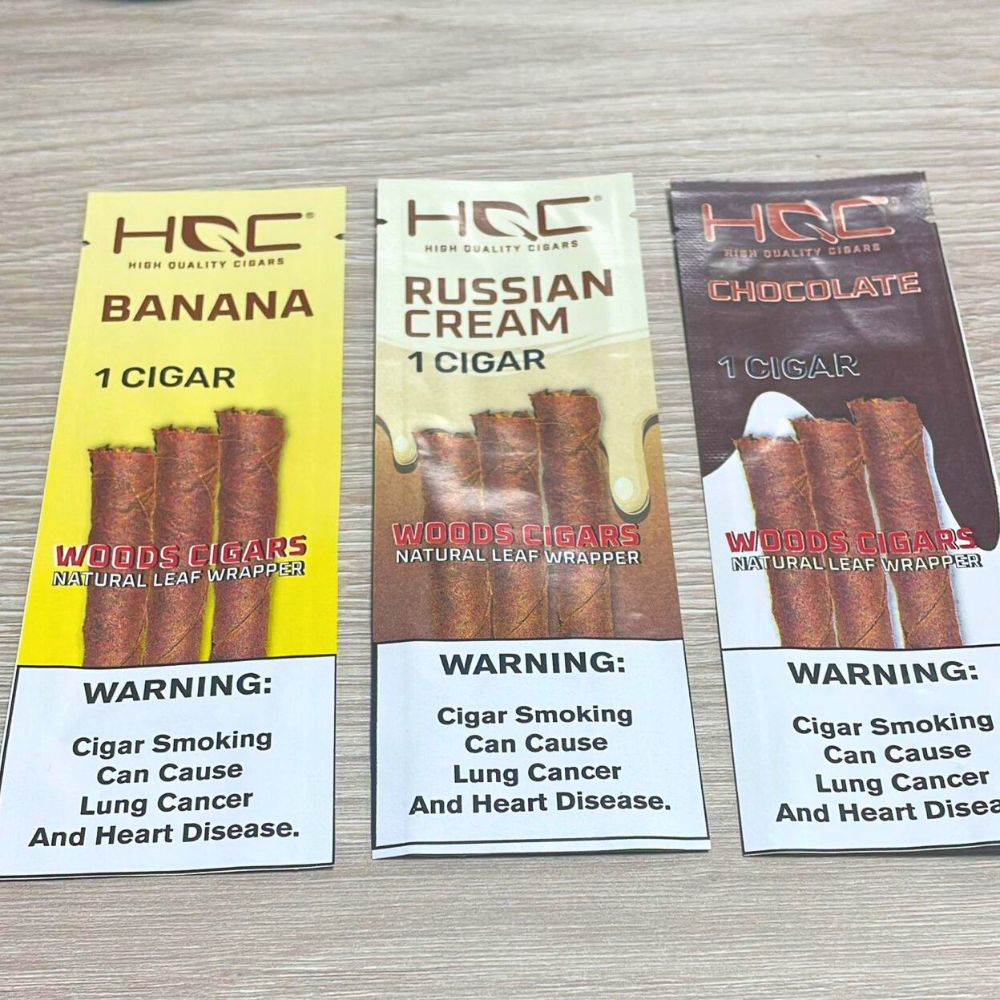 HQC®
HIGH QUALITY CIGARS
BANANA
1 CIGAR
WOODS CIGARS
NATURAL LEAF WRAPPER
WARNING:
Cigar Smoking
Can Cause
Lung Cancer
And Heart Disease.
HQC®
HIGH QUALITY CIGARS
RUSSIAN
CREAM
1 CIGAR
WOODS CIGARS
NATURAL LEAF WRAPPER
WARNING:
Cigar Smoking
Can Cause
Lung Cancer
And Heart Disease.
HQC
HIGH QUALITY CIGARS
CHOCOLATE
1 CIGAR
WOODS CIGARS
NATURAL LEAF WRAPPER
WARNING:
Cigar Smoking
Can Cause
Lung Cancer
And Heart Disea